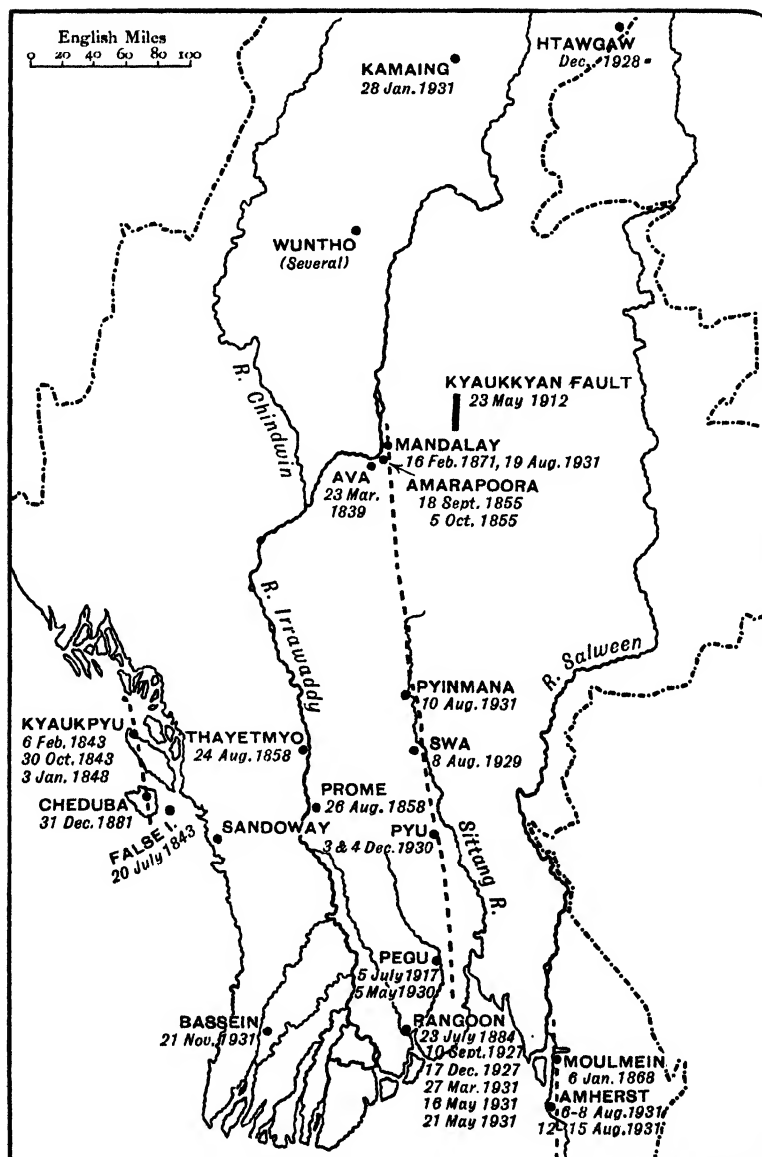 English Miles
0 20 40 60 80 100
HTAWGAW
Dec. 1928
KAMAING
28 Jan. 1931
WUNTHO
(Several)
R. Chindwin
KYAUKKYAN FAULT
23 May 1912
MANDALAY
16 Feb. 1871, 19 Aug. 1931
AVA
23 Mar.
1839
AMARAPOORA
18 Sept. 1855
5 Oct. 1855
R. Irrawaddy
R. Salween
PYINMANA
10 Aug. 1931
KYAUKPYU
6 Feb. 1843
30 Oct. 1843
3 Jan. 1848
THAYETMYO
24 Aug. 1858
SWA
8 Aug. 1929
CHEDUBA
31 Dec. 1881
FALSE I.
20 July 1843
SANDOWAY
PROME
26 Aug. 1858
PYU
3 & 4 Dec. 1930
Sittang R.
PEGU
5 July 1917
5 May 1930
BASSEIN
21 Nov. 1931
RANGOON
23 July 1884
10 Sept. 1927
17 Dec. 1927
27 Mar. 1931
16 May 1931
21 May 1931
MOULMEIN
6 Jan. 1868
AMHERST
6-8 Aug. 1931
12-15 Aug. 1931